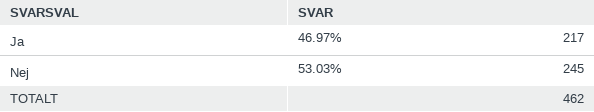 SVARSVAL SVAR
Ja 46.97% 217
Nej 53.03% 245
TOTALT 462